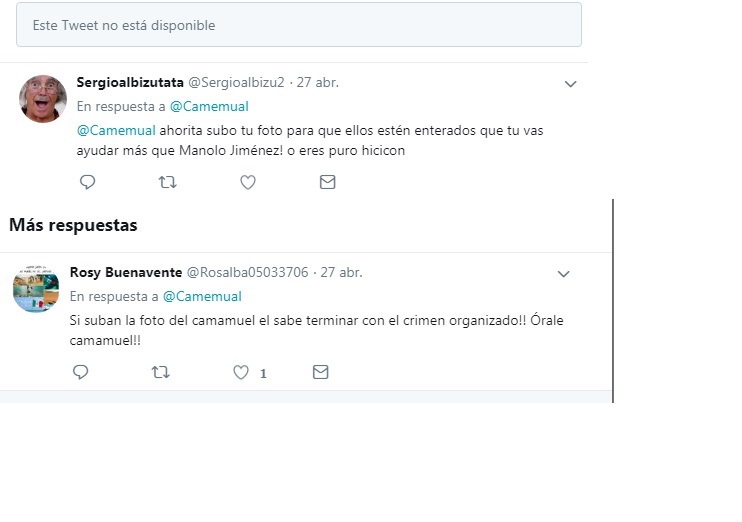 Este Tweet no está disponible
Sergioalbizutata @Sergioalbizu2 · 27 abr.
En respuesta a @Camemual
@Camemual ahorita subo tu foto para que ellos estén enterados que tu vas
ayudar más que Manolo Jiménez! o eres puro hicicon
Más respuestas
Rosy Buenavente @Rosalba05033706 · 27 abr.
En respuesta a @Camemual
Si suban la foto del camamuel el sabe terminar con el crimen organizado!! Órale
camamuel!!
1